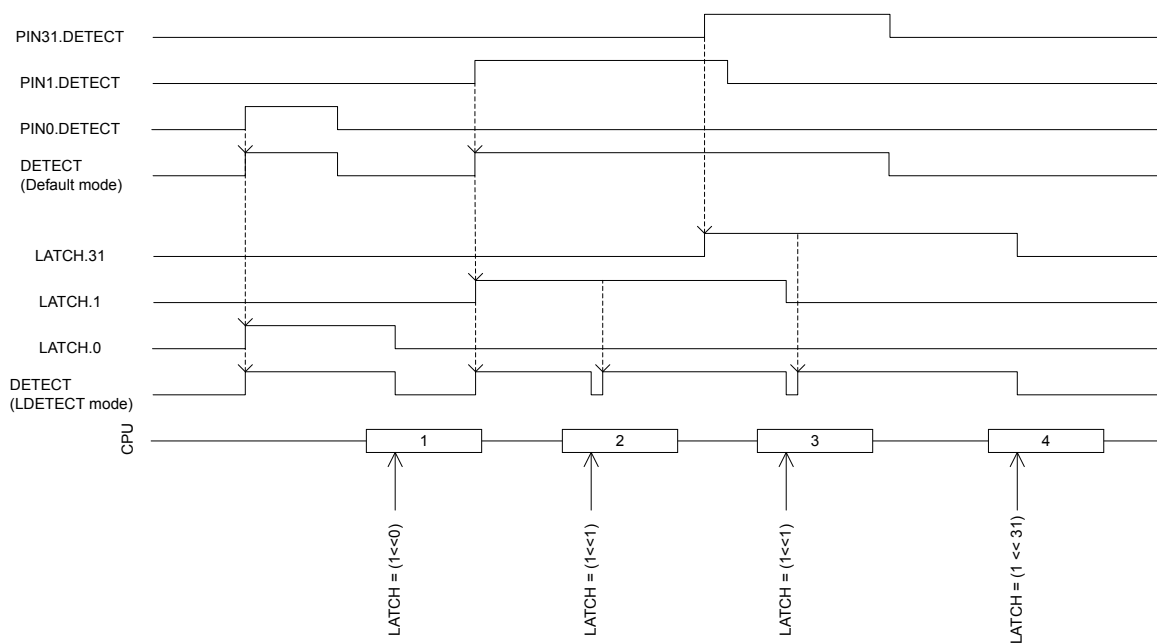 PIN31.DETECT
PIN1.DETECT
PIN0.DETECT
DETECT
(Default mode)
LATCH.31
LATCH.1
LATCH.0
DETECT
(LDETECT mode)
CPU
1
2
3
4
LATCH = (1<<0)
LATCH = (1<<1)
LATCH = (1<<1)
LATCH = (1 << 31)